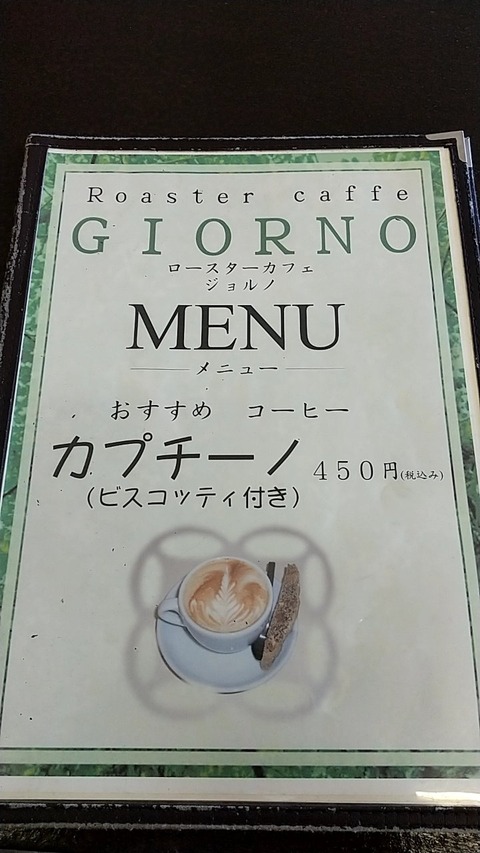 Roaster caffe
GIORNO
ロースターカフェ
ジョルノ
MENU
メニュー
おすすめ コーヒー
カプチーノ 450円(税込み)
(ビスコッティ付き)